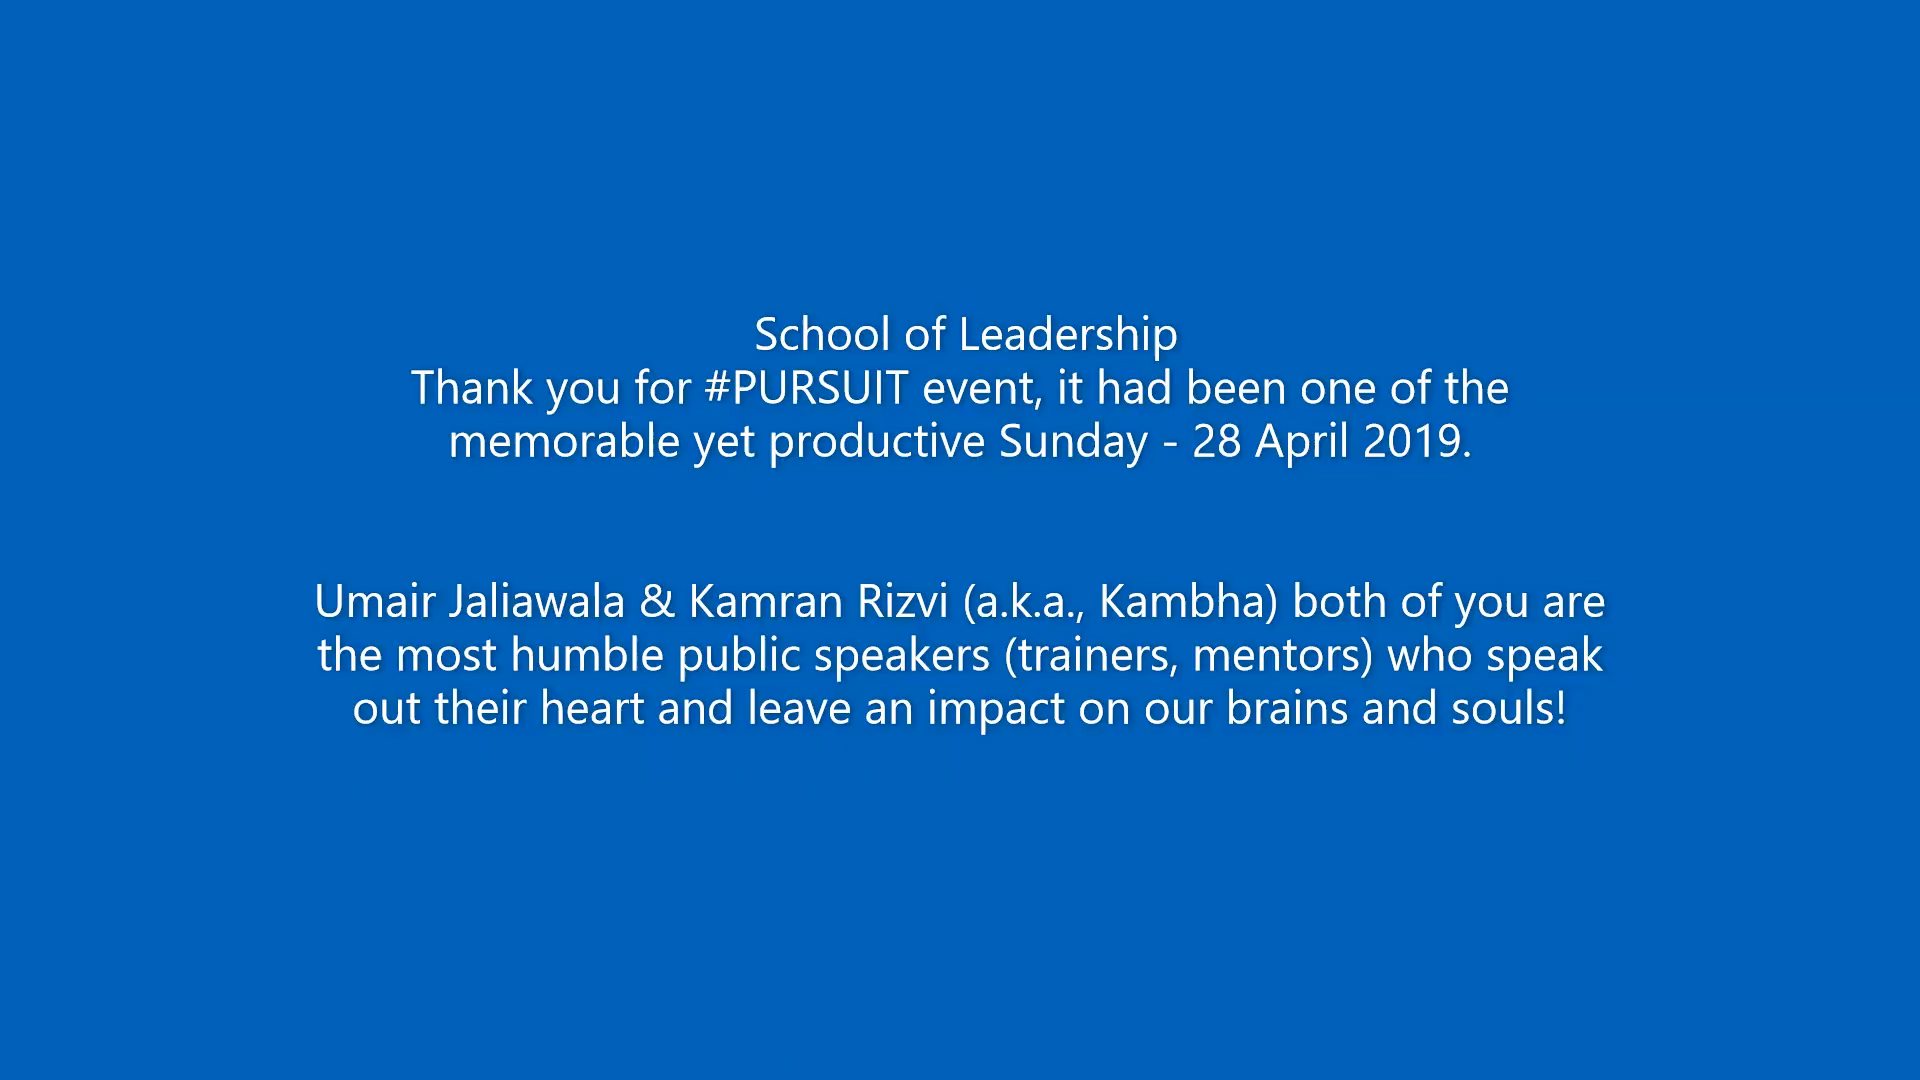 School of Leadership
Thank you for #PURSUIT event, it had been one of the
memorable yet productive Sunday - 28 April 2019.
Umair Jaliawala & Kamran Rizvi (a.k.a., Kambha) both of you are
the most humble public speakers (trainers, mentors) who speak
out their heart and leave an impact on our brains and souls!